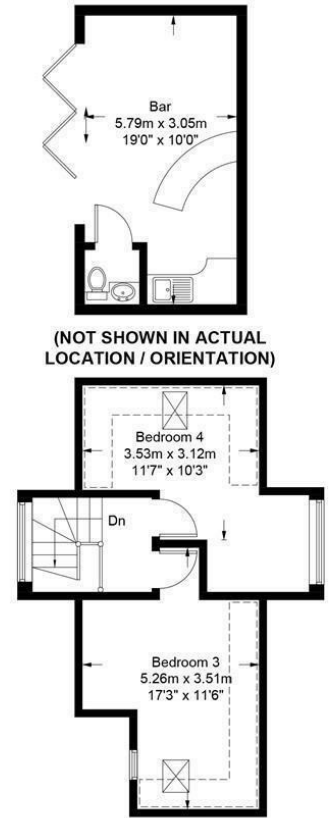 Bar
5.79m x 3.05m
19'0" x 10'0"
(NOT SHOWN IN ACTUAL
LOCATION / ORIENTATION)
Bedroom 4
3.53m x 3.12m
11'7" x 10'3"
Dn
Bedroom 3
5.26m x 3.51m
17'3" x 11'6"